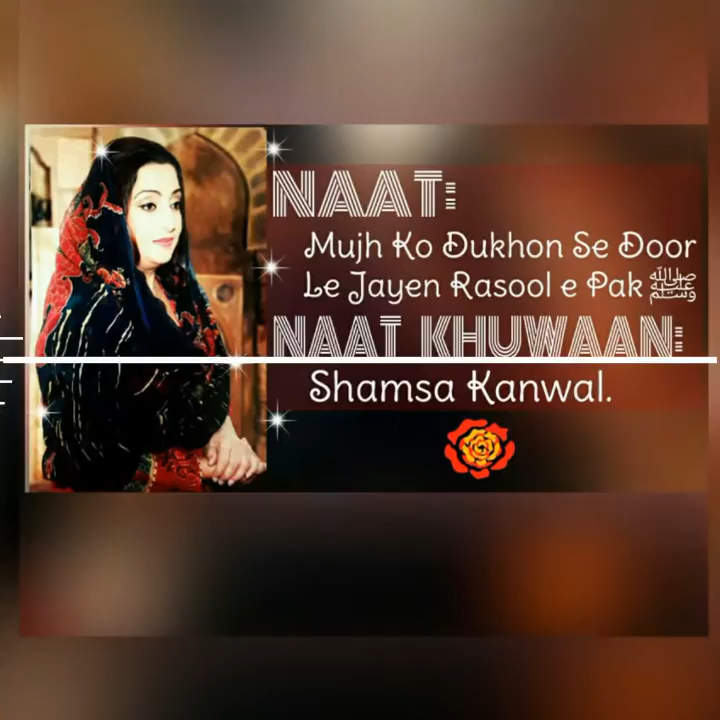 NAAT:
Mujh Ko Dukhon Se Door
Le Jayen Rasool e Pak ﷺ
NAAT KHUWAAN:
Shamsa Kanwal.